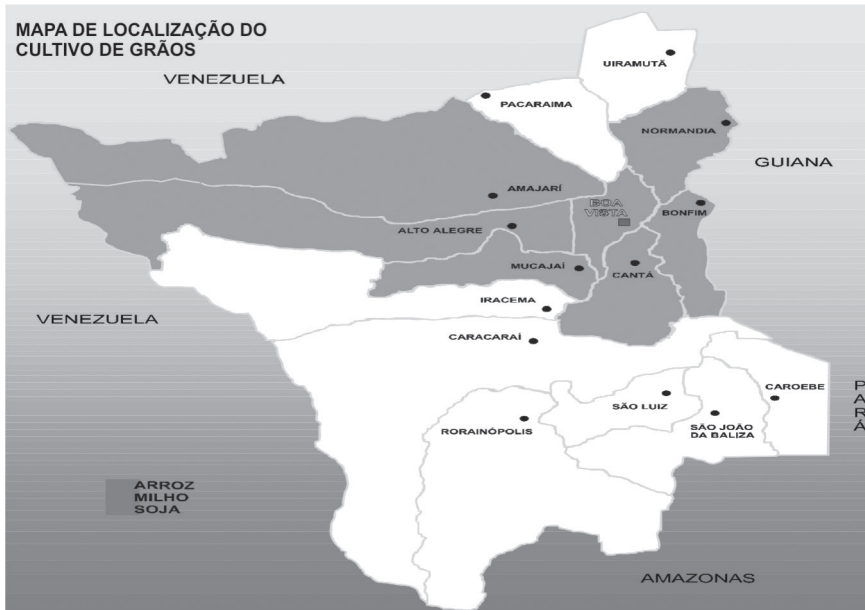 MAPA DE LOCALIZAÇÃO DO
CULTIVO DE GRÃOS
VENEZUELA
UIRAMUTÃ
PACARAIMA
NORMANDIA
GUIANA
AMAJARÍ
BOA
VISTA
BONFIM
ALTO ALEGRE
MUCAJAÍ
CANTÁ
IRACEMA
VENEZUELA
CARACARAÍ
CAROEBE
SÃO LUIZ
SÃO JOÃO
DA BALIZA
RORAINÓPOLIS
P
A
R
Á
ARROZ
MILHO
SOJA
AMAZONAS